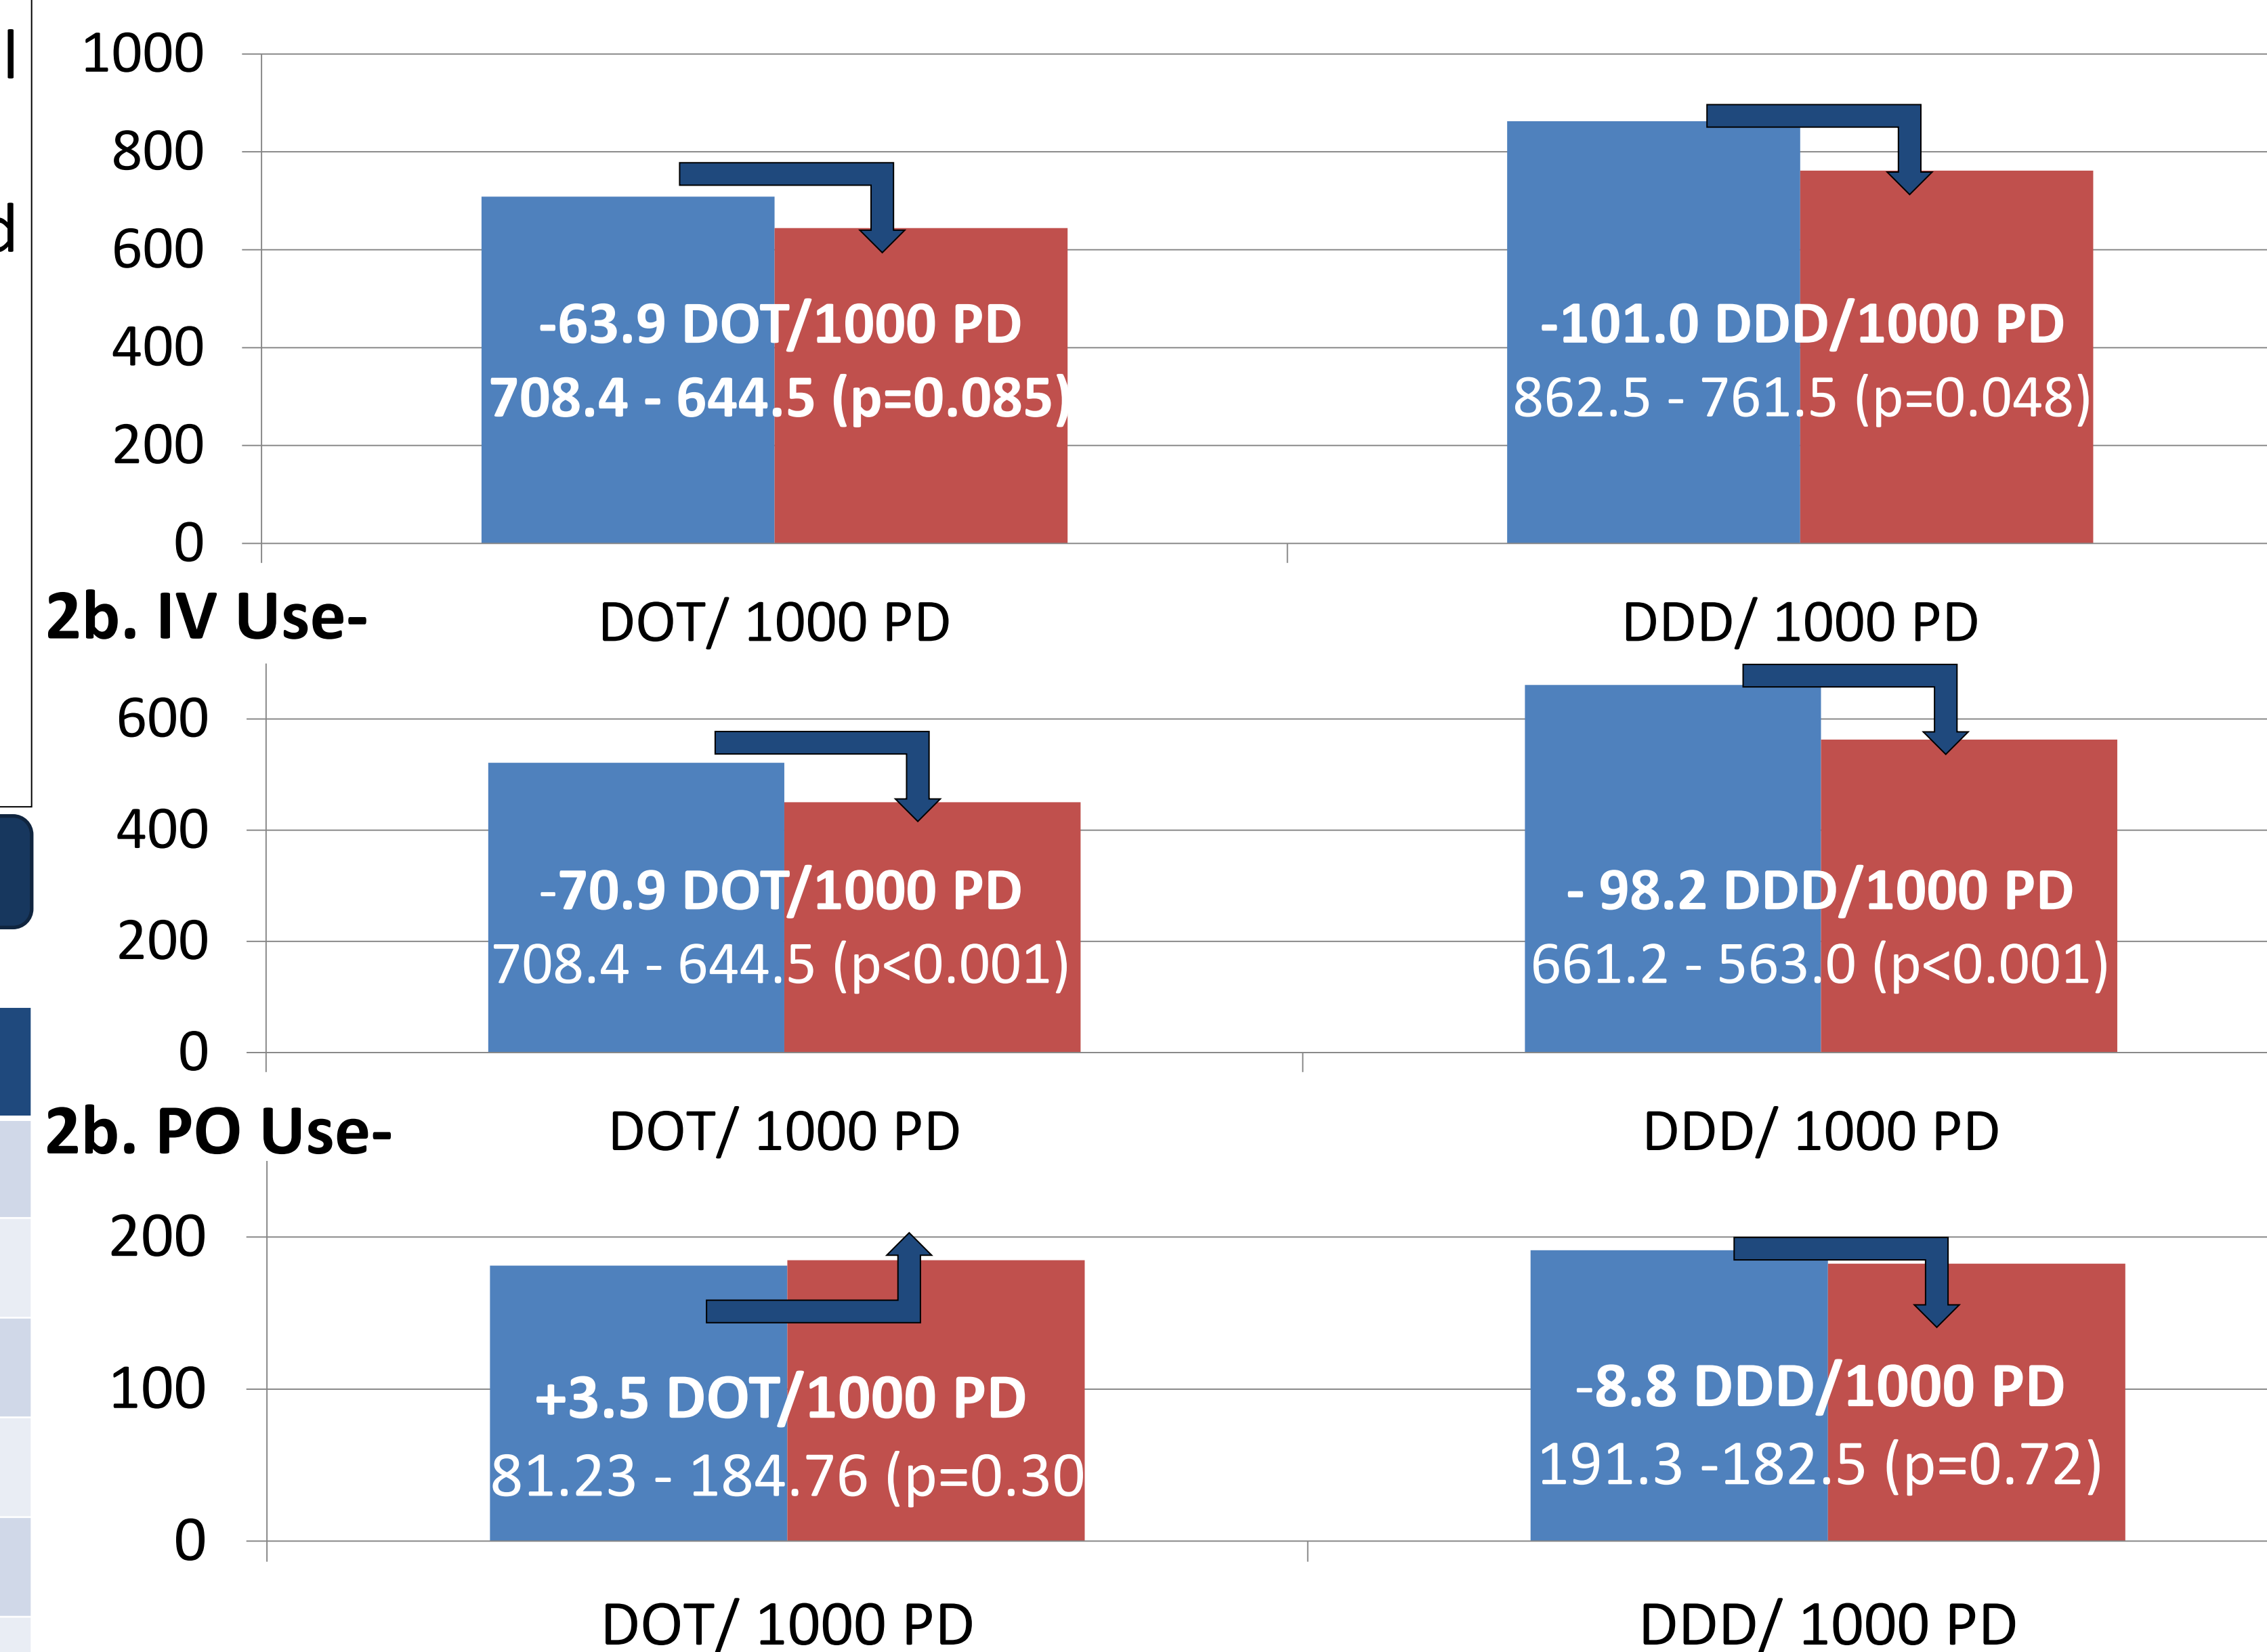 l
d
1000
800
600
400
200
0
-63.9 DOT/1000 PD
708.4 - 644.5 (p=0.085)
-101.0 DDD/1000 PD
862.5 - 761.5 (p=0.048)
DOT/ 1000 PD
DDD/ 1000 PD
2b. IV Use-
600
400
200
0
-70.9 DOT/1000 PD
708.4 - 644.5 (p<0.001)
- 98.2 DDD/1000 PD
661.2 - 563.0 (p<0.001)
DOT/ 1000 PD
DDD/ 1000 PD
2b. PO Use-
200
100
0
+3.5 DOT/1000 PD
81.23 - 184.76 (p=0.30
-8.8 DDD/1000 PD
191.3 -182.5 (p=0.72)
DOT/ 1000 PD
DDD/ 1000 PD